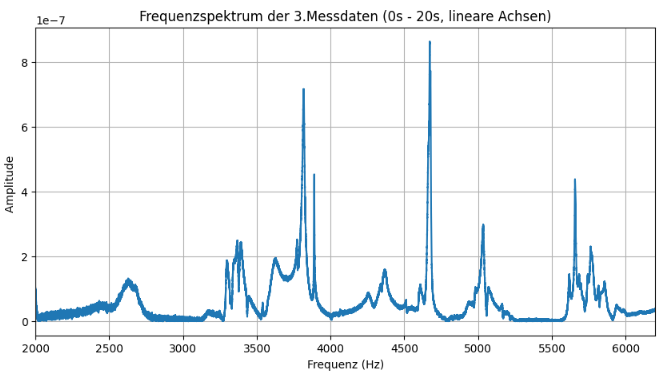 Frequenzspektrum der 3.Messdaten (0s - 20s, lineare Achsen)
1e−7
8
6
4
2
0
Amplitude
2000 2500 3000 3500 4000 4500 5000 5500 6000
Frequenz (Hz)